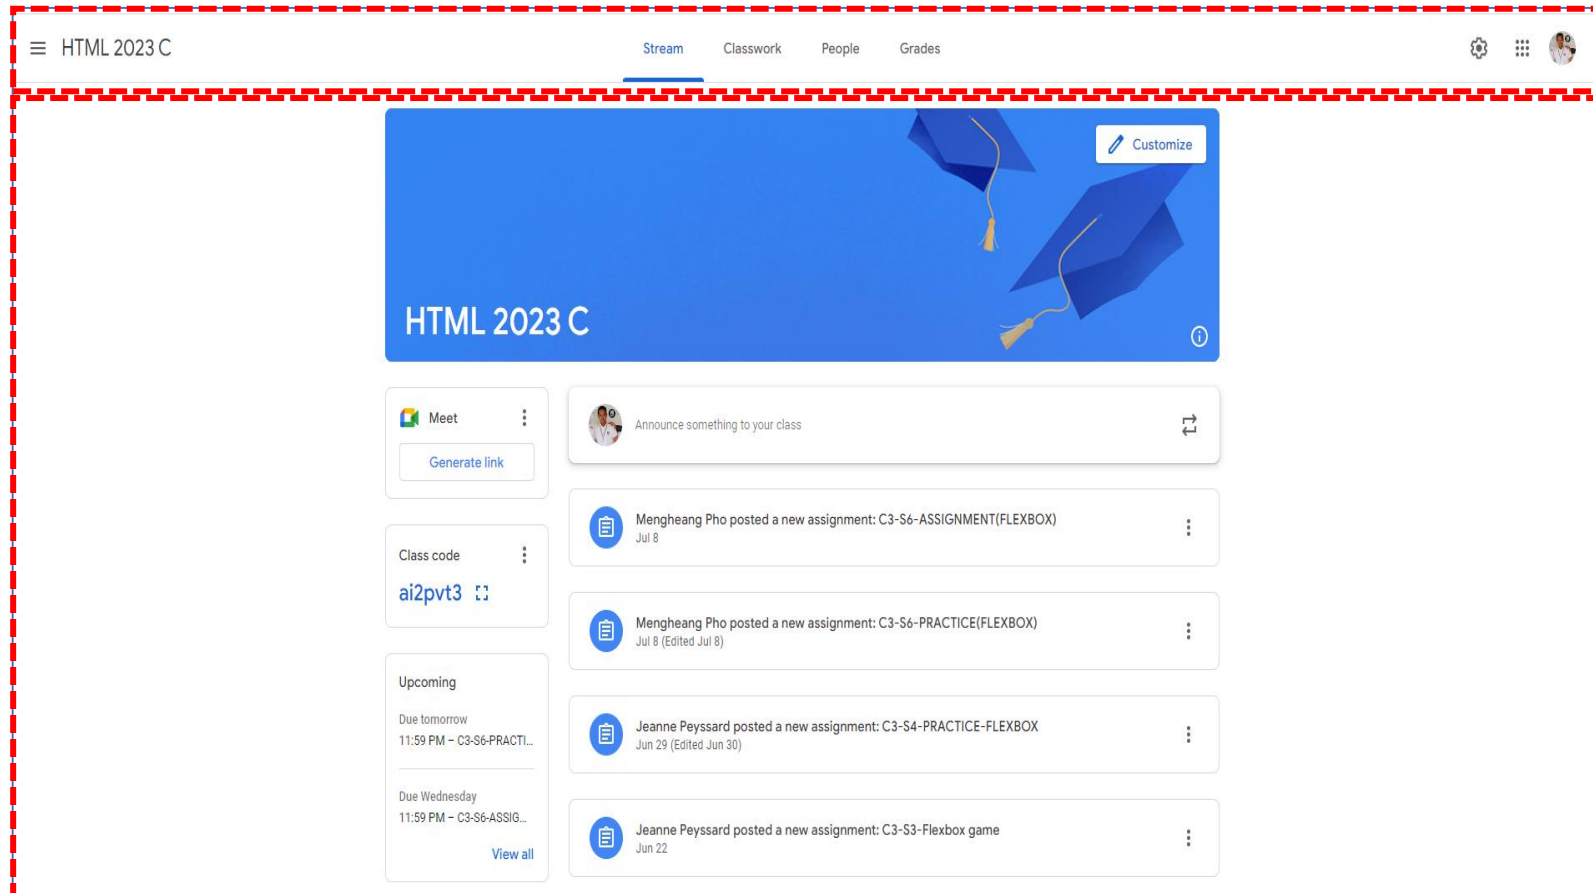 HTML 2023 C
Stream Classwork People Grades
Customize
HTML 2023 C
Meet
Generate link
Announce something to your class
Class code
ai2pvt3
Upcoming
Due tomorrow
11:59 PM – C3-S6-PRACTI...
Due Wednesday
11:59 PM – C3-S6-ASSIG...
View all
Mengheang Pho posted a new assignment: C3-S6-ASSIGNMENT(FLEXBOX)
Jul 8
Mengheang Pho posted a new assignment: C3-S6-PRACTICE(FLEXBOX)
Jul 8 (Edited Jul 8)
Jeanne Peyssard posted a new assignment: C3-S4-PRACTICE-FLEXBOX
Jun 29 (Edited Jun 30)
Jeanne Peyssard posted a new assignment: C3-S3-Flexbox game
Jun 22